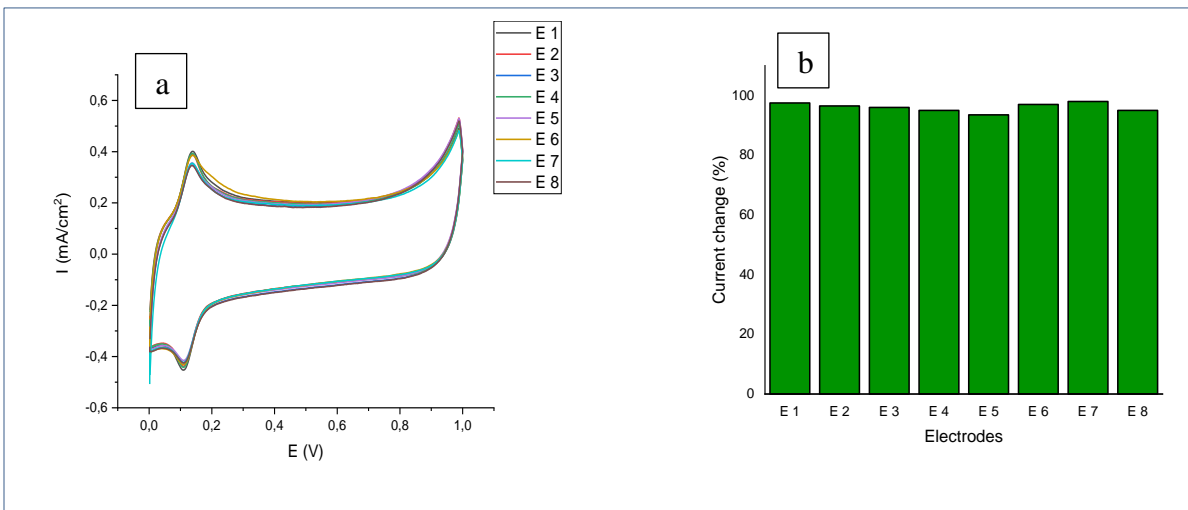 a
E 1
E 2
E 3
E 4
E 5
E 6
E 7
E 8
0,6
0,4
0,2
0,0
-0,2
-0,4
-0,6
I (mA/cm²)
0,0 0,2 0,4 0,6 0,8 1,0
E (V)
b
100
80
60
40
20
0
Current change (%)
E 1 E 2 E 3 E 4 E 5 E 6 E 7 E 8
Electrodes